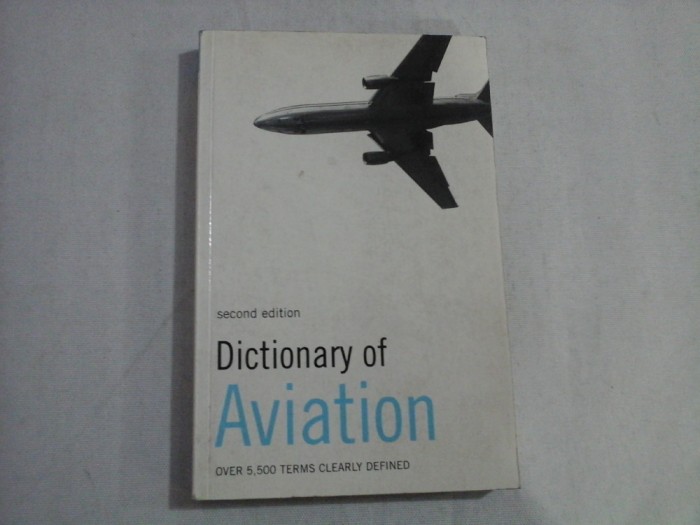 second edition
Dictionary of
Aviation
OVER 5,500 TERMS CLEARLY DEFINED